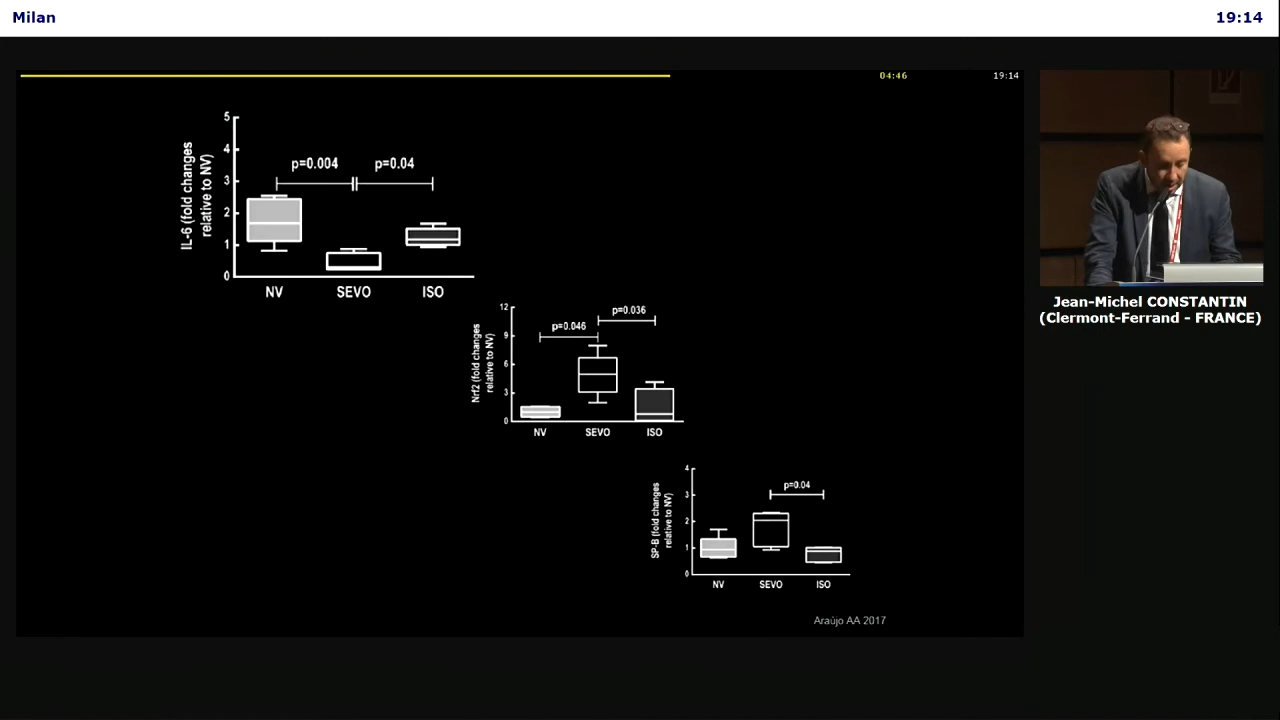 Milan
19:14
04:46
19:14
5
4
3
2
1
0
IL-6 (fold changes
relative to NV)
p=0.004
p=0.04
NV
SEVO
ISO
12
9
6
3
0
Nrf2 (fold changes
relative to NV)
p=0.046
p=0.036
NV
SEVO
ISO
4
3
2
1
0
SP-B (fold changes
relative to NV)
p=0.04
NV
SEVO
ISO
Araújo AA 2017
Jean-Michel CONSTANTIN
(Clermont-Ferrand - FRANCE)